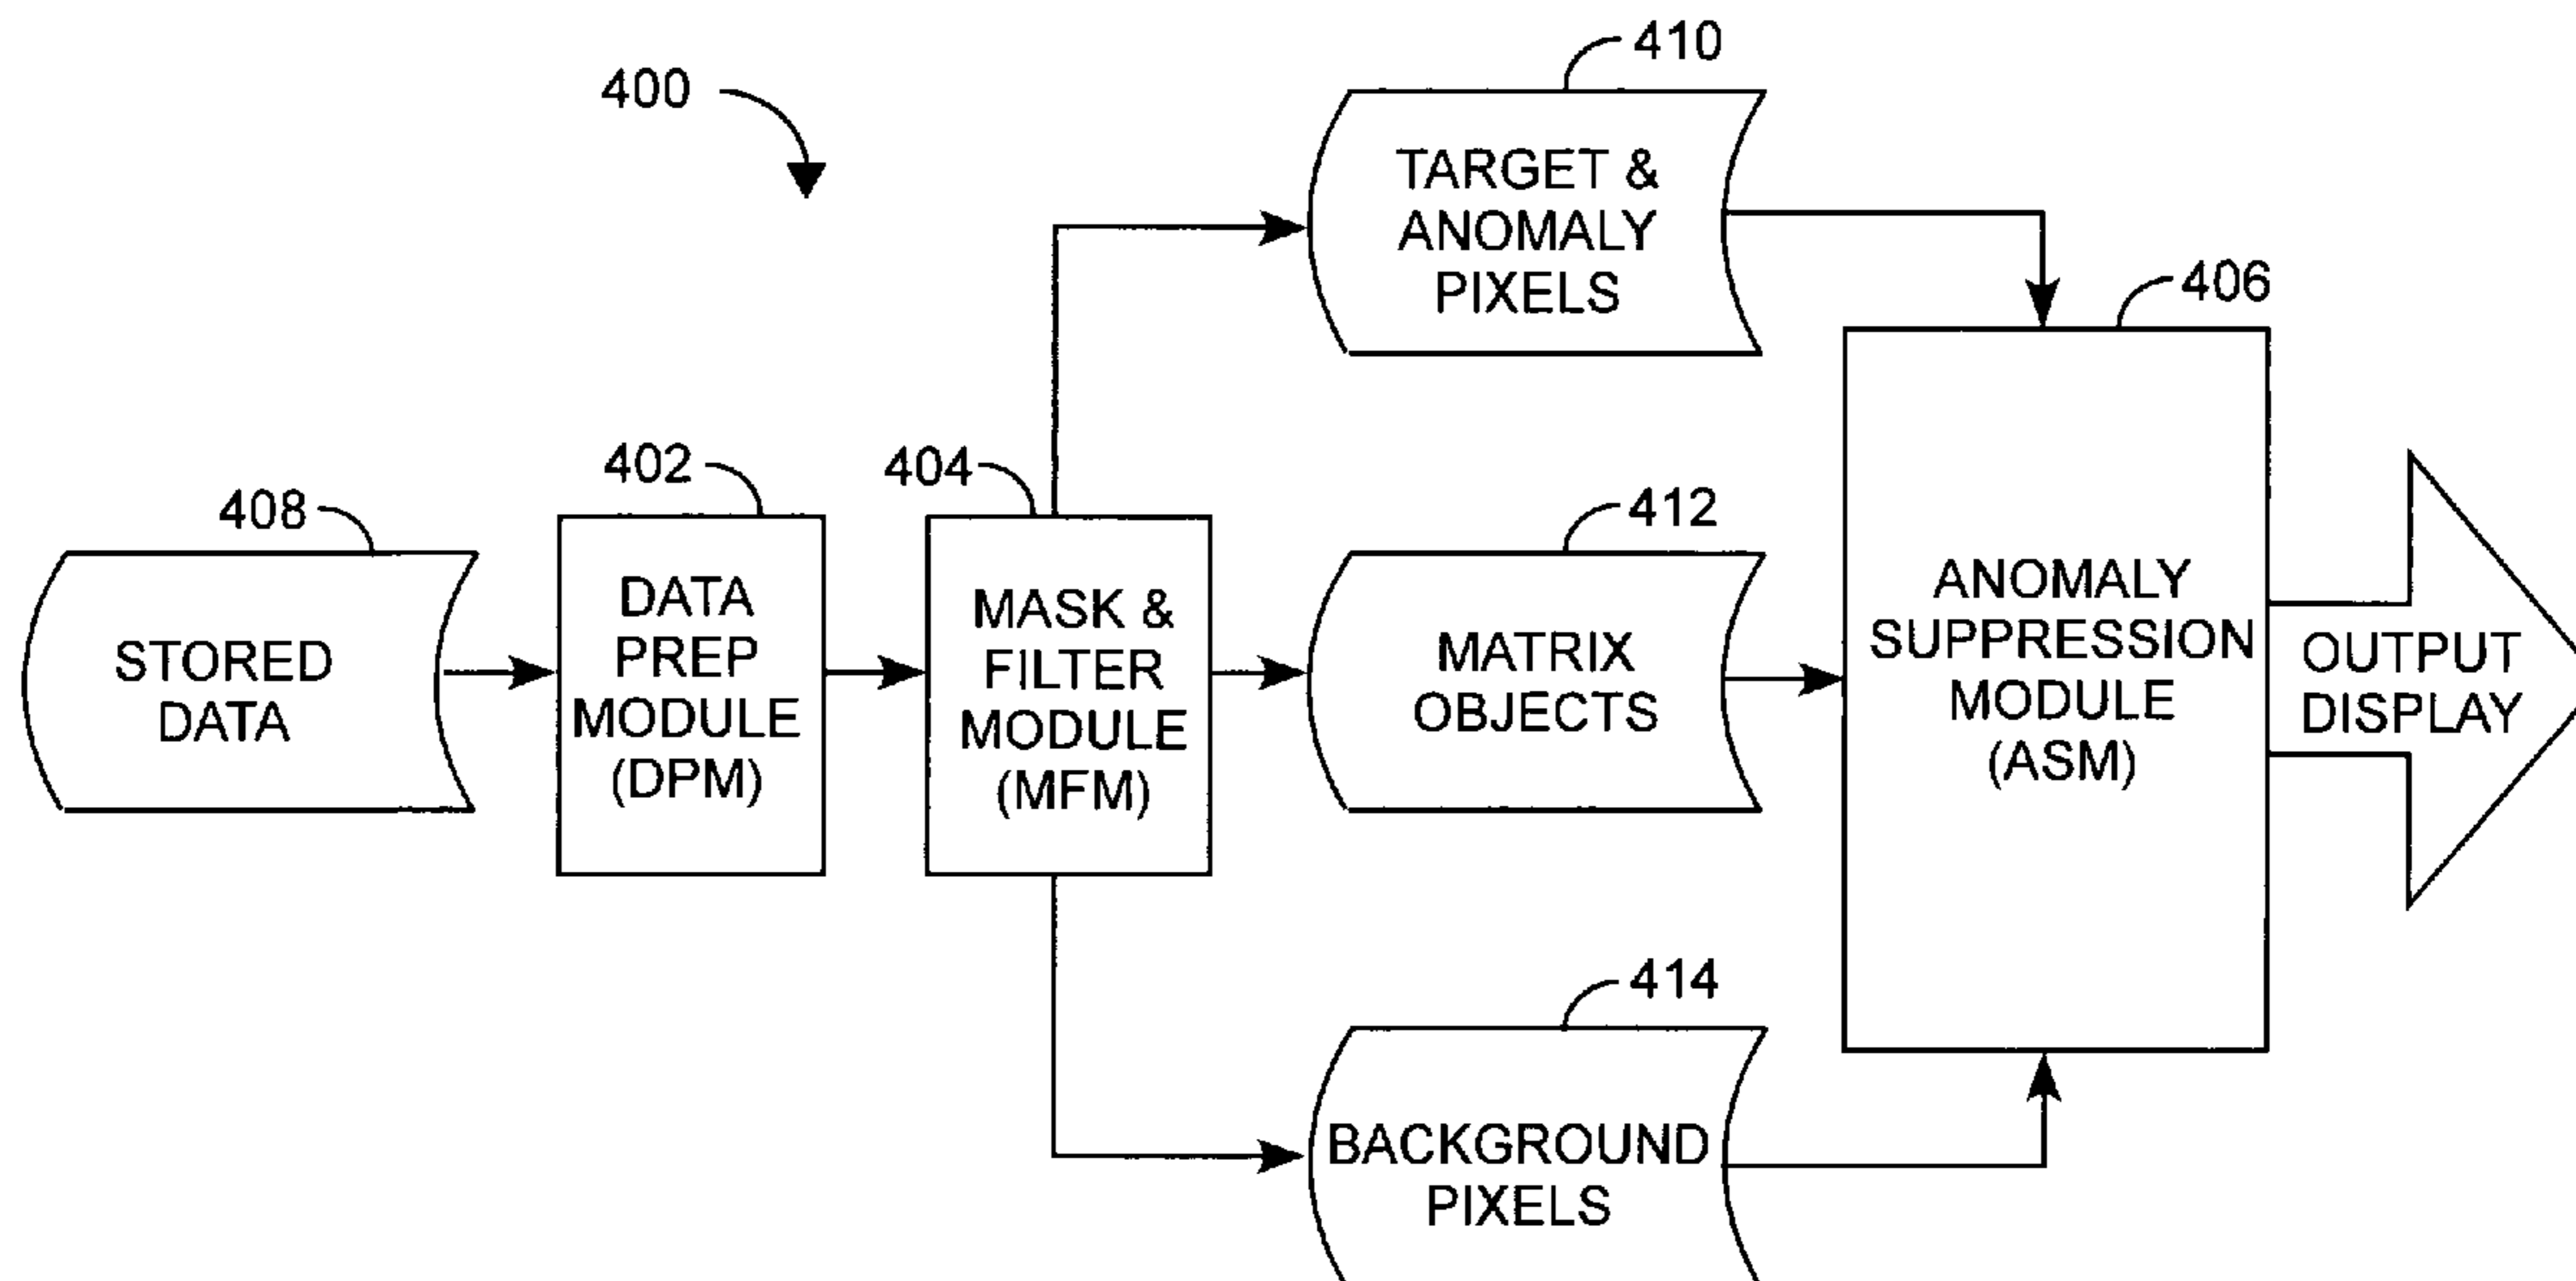 400
410
TARGET &
ANOMALY
PIXELS
406
408
402
404
412
STORED
DATA
DATA
PREP
MODULE
(DPM)
MASK &
FILTER
MODULE
(MFM)
MATRIX
OBJECTS
ANOMALY
SUPPRESSION
MODULE
(ASM)
OUTPUT
DISPLAY
414
BACKGROUND
PIXELS